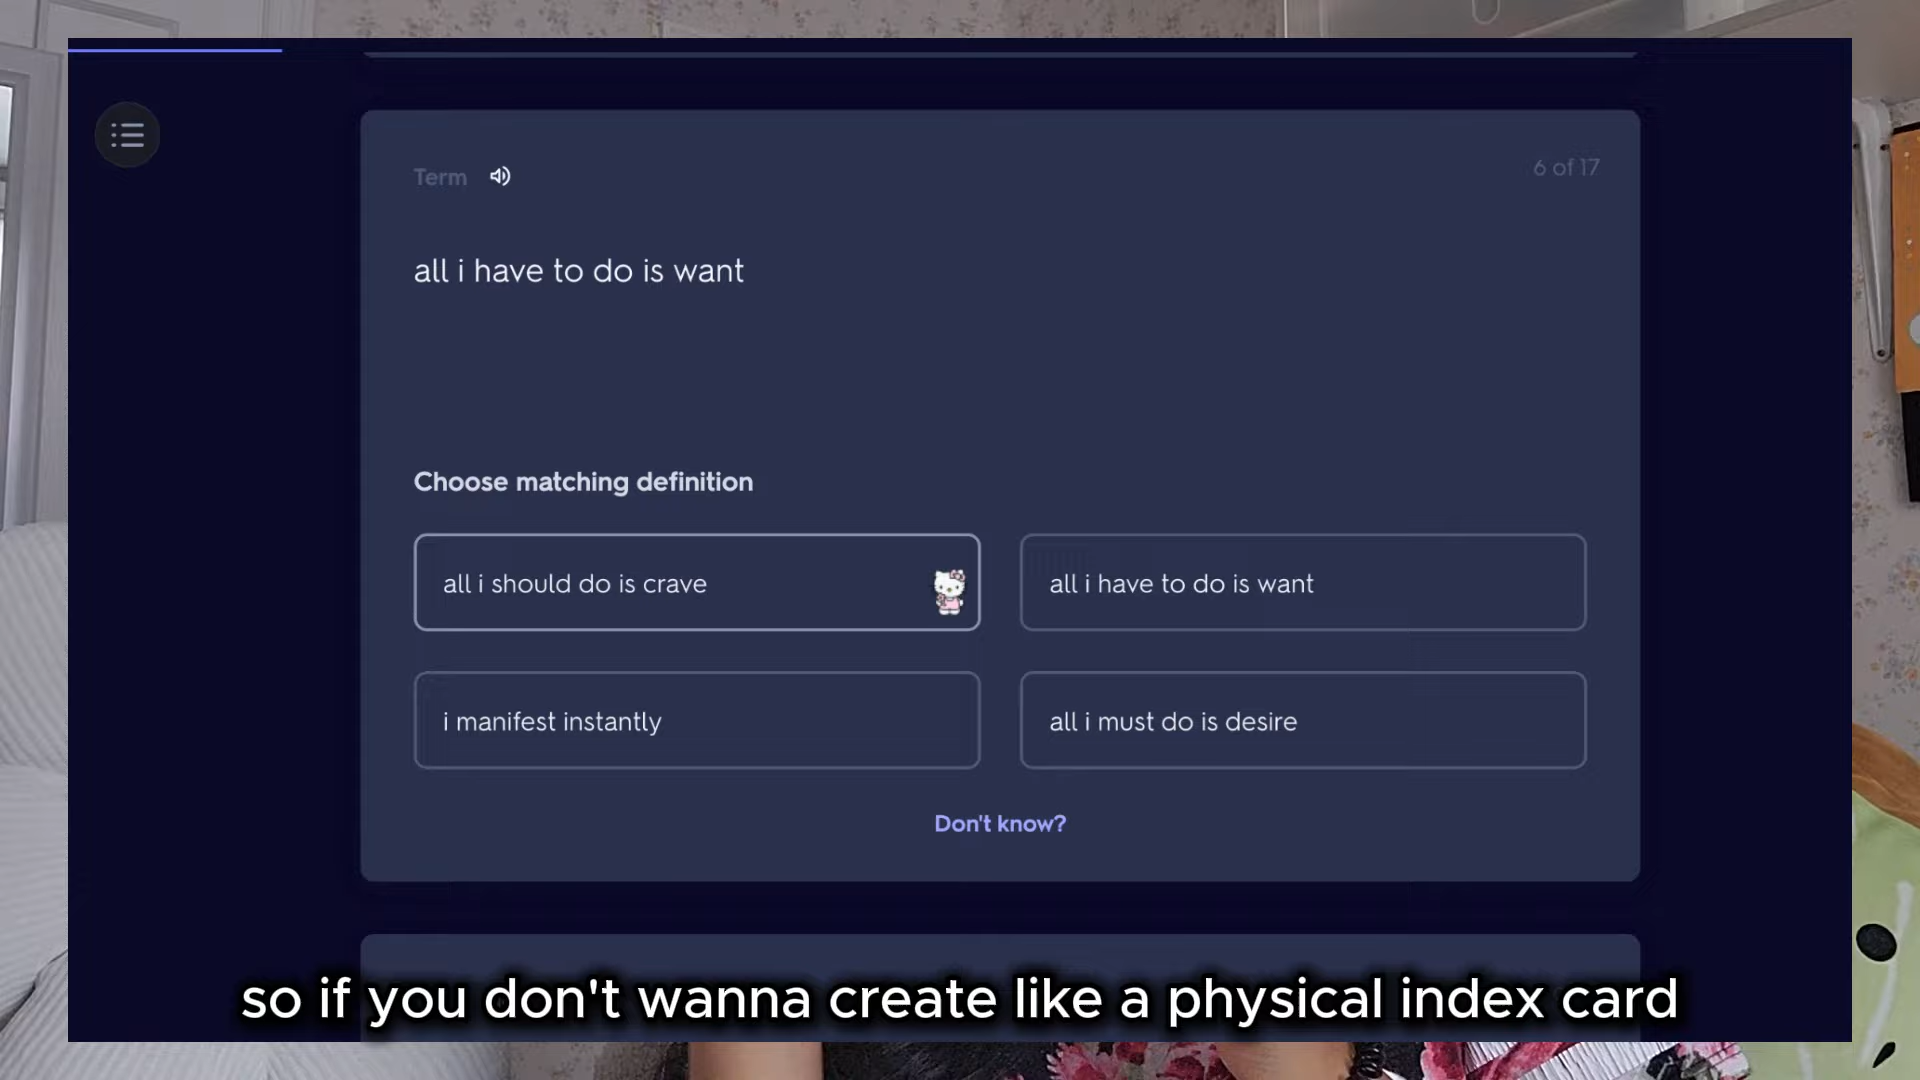 Term
6 of 17
all i have to do is want
Choose matching definition
all i should do is crave
all i have to do is want
i manifest instantly
all i must do is desire
Don't know?
so if you don't wanna create like a physical index card